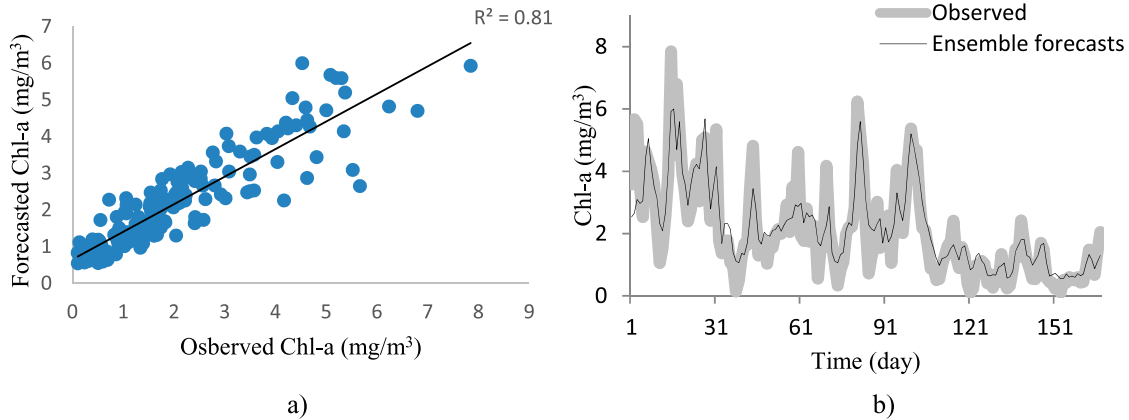 R² = 0.81
7
6
5
4
3
2
1
0
Forecasted Chl-a (mg/m³)
0 1 2 3 4 5 6 7 8 9
Osberved Chl-a (mg/m³)
a)
Observed
Ensemble forecasts
8
6
4
2
0
Chl-a (mg/m³)
1 31 61 91 121 151
Time (day)
b)